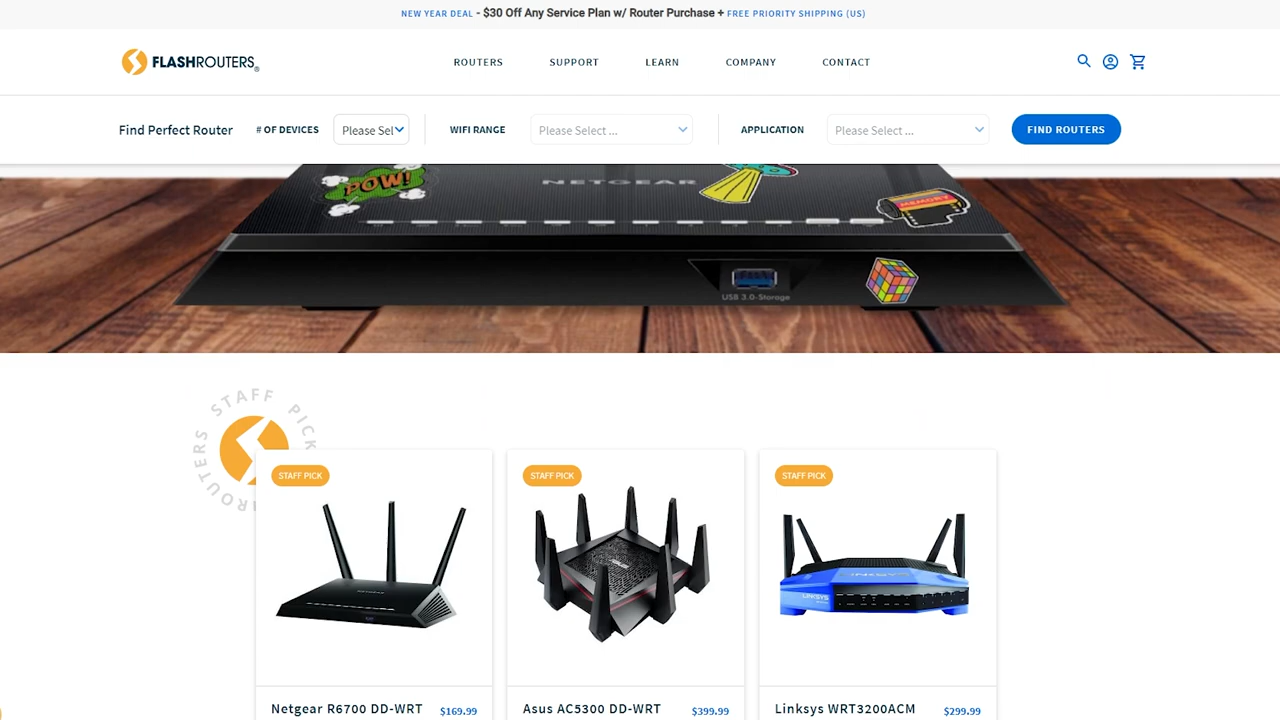 NEW YEAR DEAL - $30 Off Any Service Plan w/ Router Purchase + FREE PRIORITY SHIPPING (US)
FLASHROUTERS®
ROUTERS SUPPORT LEARN COMPANY CONTACT
Find Perfect Router # OF DEVICES Please Sel WIFI RANGE Please Select ... APPLICATION Please Select ... FIND ROUTERS
POW!
NETGEAR
MEMORY
USB 3.0-Storage
STAFF PICK
STAFF PICK STAFF PICK STAFF PICK
ASUS
LINKSYS
Netgear R6700 DD-WRT $169.99 Asus AC5300 DD-WRT $399.99 Linksys WRT3200ACM $299.99